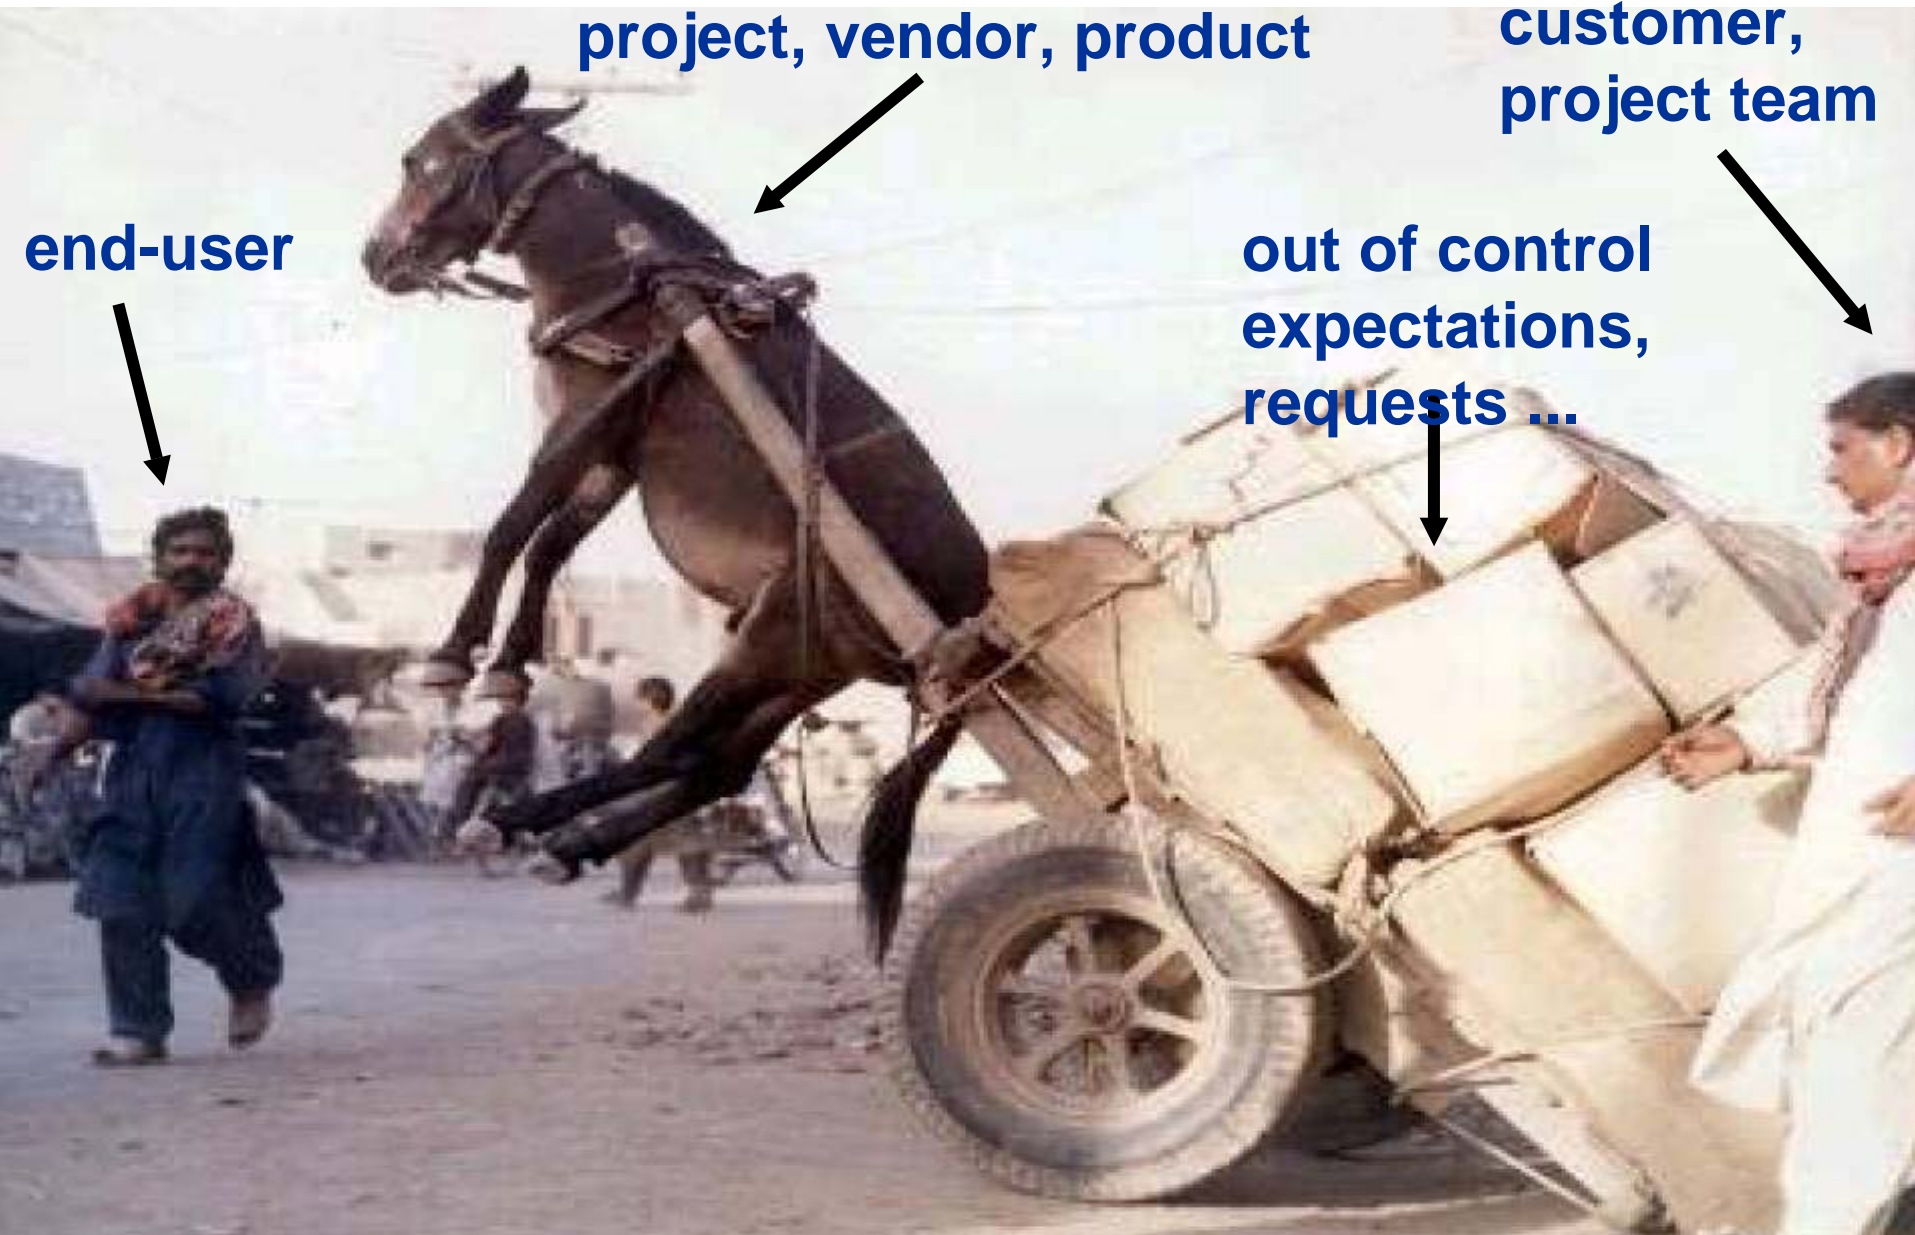 project, vendor, product
customer,
project team
end-user
out of control
expectations,
requests ...